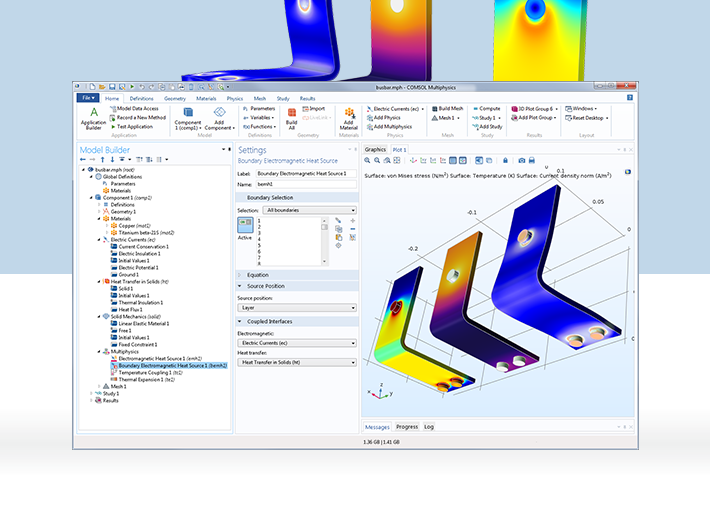 busbar.mph - COMSOL Multiphysics
File Home Definitions Geometry Materials Physics Mesh Study Results
Application Builder
Model Data Access
Record a New Method
Test Application
Application
Component 1 (comp1)
Add Component
Model
Parameters
Variables
Functions
Definitions
Build All
Import
LiveLink
Geometry
Add Material
Materials
Electric Currents (ec)
Add Physics
Add Multiphysics
Physics
Build Mesh
Mesh 1
Mesh
Compute
Study 1
Add Study
Study
3D Plot Group 6
Add Plot Group
Results
Windows
Reset Desktop
Layout
Model Builder
busbar.mph (root)
Global Definitions
Parameters
Materials
Component 1 (comp1)
Definitions
Geometry 1
Materials
Copper (mat1)
Titanium beta-21S (mat2)
Electric Currents (ec)
Current Conservation 1
Electric Insulation 1
Initial Values 1
Electric Potential 1
Ground 1
Heat Transfer in Solids (ht)
Solid 1
Initial Values 1
Thermal Insulation 1
Heat Flux 1
Solid Mechanics (solid)
Linear Elastic Material 1
Free 1
Initial Values 1
Fixed Constraint 1
Multiphysics
Electromagnetic Heat Source 1 (emh1)
Boundary Electromagnetic Heat Source 1 (bemh1)
Temperature Coupling 1 (tc1)
Thermal Expansion 1 (te1)
Mesh 1
Study 1
Results
Settings
Boundary Electromagnetic Heat Source
Label: Boundary Electromagnetic Heat Source 1
Name: bemh1
Boundary Selection
Selection: All boundaries
Active
1
2
3
4
5
6
7
8
Equation
Source Position
Source position:
Layer
Coupled Interfaces
Electromagnetic:
Electric Currents (ec)
Heat transfer:
Heat Transfer in Solids (ht)
Graphics Plot 1
Surface: von Mises stress (N/m²) Surface: Temperature (K) Surface: Current density norm (A/m²)
0
0.1
0.05
0
-0.1
-0.2
z
y
x
Messages Progress Log
1.36 GB | 1.41 GB